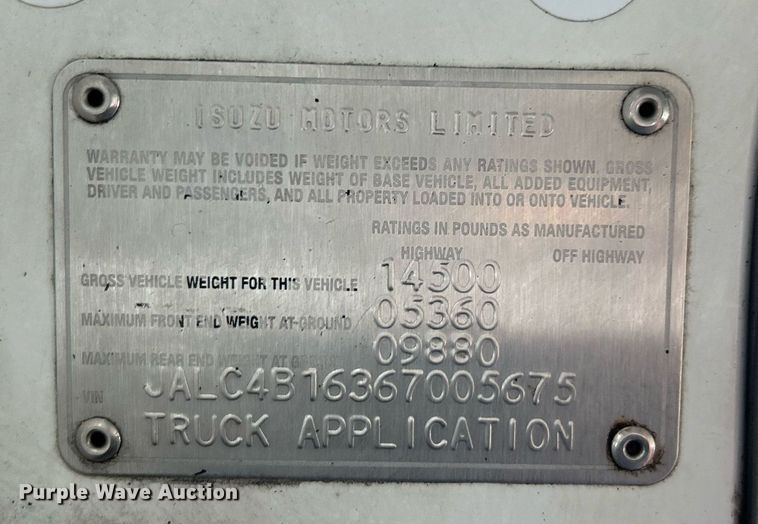 ISUZU MOTORS LIMITED
WARRANTY MAY BE VOIDED IF WEIGHT EXCEEDS ANY RATINGS SHOWN. GROSS
VEHICLE WEIGHT INCLUDES WEIGHT OF BASE VEHICLE, ALL ADDED EQUIPMENT,
DRIVER AND PASSENGERS, AND ALL PROPERTY LOADED INTO OR ONTO VEHICLE.
RATINGS IN POUNDS AS MANUFACTURED
HIGHWAY OFF HIGHWAY
GROSS VEHICLE WEIGHT FOR THIS VEHICLE 14500
MAXIMUM FRONT END WEIGHT AT GROUND 05360
MAXIMUM REAR END WEIGHT AT GROUND 09880
VIN JALC4B16367005675
TRUCK APPLICATION
Purple Wave Auction